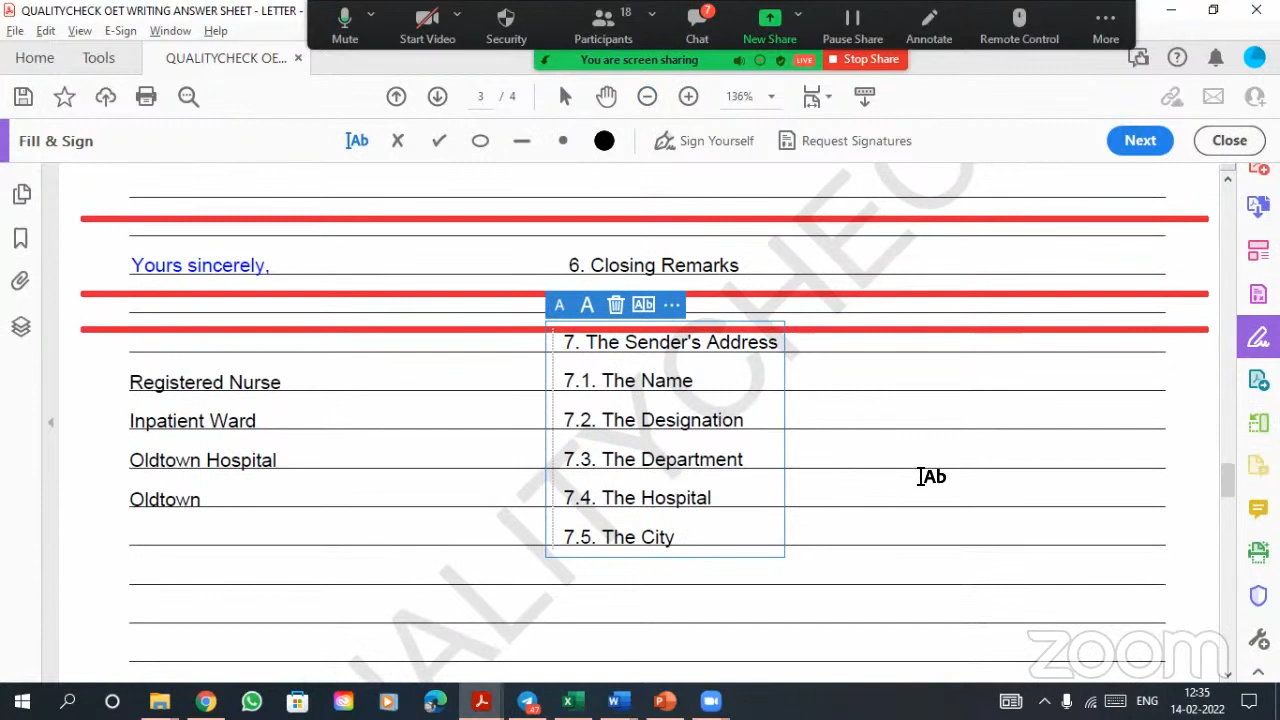 QUALITYCHECK OET WRITING ANSWER SHEET - LETTER -
File Edit View E-Sign Window Help
Mute Start Video Security Participants 18 Chat 7 New Share Pause Share Annotate Remote Control More
You are screen sharing LIVE Stop Share
Home Tools QUALITYCHECK OE... ×
3 / 4 136%
Fill & Sign Ab Sign Yourself Request Signatures Next Close
Yours sincerely, 6. Closing Remarks
A A Ab ...
7. The Sender's Address
Registered Nurse 7.1. The Name
Inpatient Ward 7.2. The Designation
Oldtown Hospital 7.3. The Department
Ab
Oldtown 7.4. The Hospital
7.5. The City
QUALITYCHEC
zoom
ENG 12:35
14-02-2022